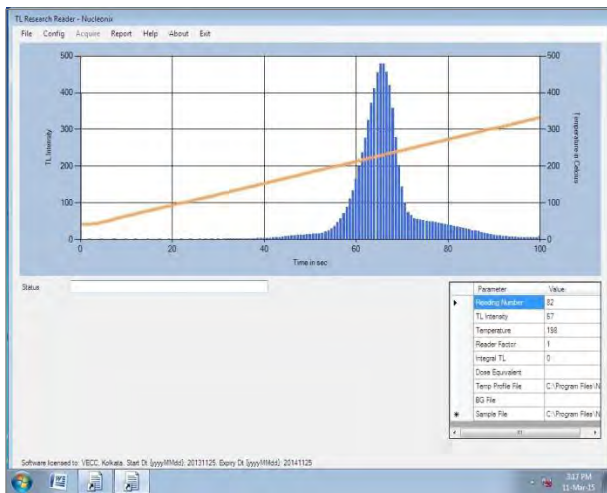 TL Research Reader - Nucleonix
File Config Acquire Report Help About Exit
500
400
300
200
100
0
TL Intensity
500
400
300
200
100
0
Temperature in Celsius
0 20 40 60 80 100
Time in sec
Status
Parameter Value
Reading Number 82
TL Intensity 67
Temperature 198
Reader Factor 1
Integral TL 0
Dose Equivalent
Temp Profile File C:\Program Files\N
BG File
Sample File C:\Program Files\N
Software licensed to: VECC, Kolkata. Start Dt (yyyyMMdd): 20131125. Expiry Dt (yyyyMMdd): 20141125
3:17 PM
11-Mar-15